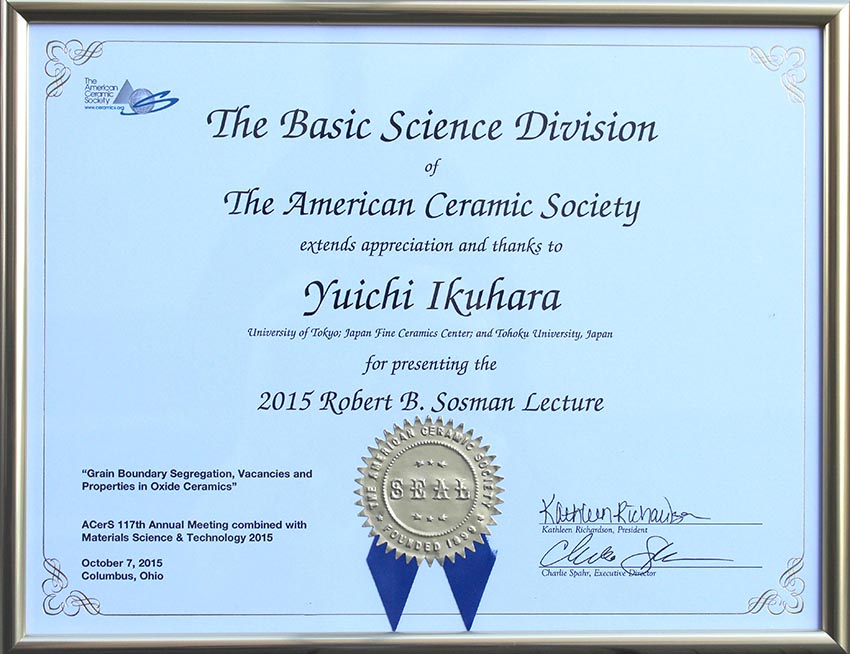 The
American
Ceramic
Society
www.ceramics.org
The Basic Science Division
of
The American Ceramic Society
extends appreciation and thanks to
Yuichi Ikuhara
University of Tokyo; Japan Fine Ceramics Center; and Tohoku University, Japan
for presenting the
2015 Robert B. Sosman Lecture
THE AMERICAN CERAMIC SOCIETY
SEAL
FOUNDED 1899
“Grain Boundary Segregation, Vacancies and
Properties in Oxide Ceramics”
ACerS 117th Annual Meeting combined with
Materials Science & Technology 2015
October 7, 2015
Columbus, Ohio
Kathleen Richardson
Kathleen Richardson, President
Charlie Spahr, Executive Director